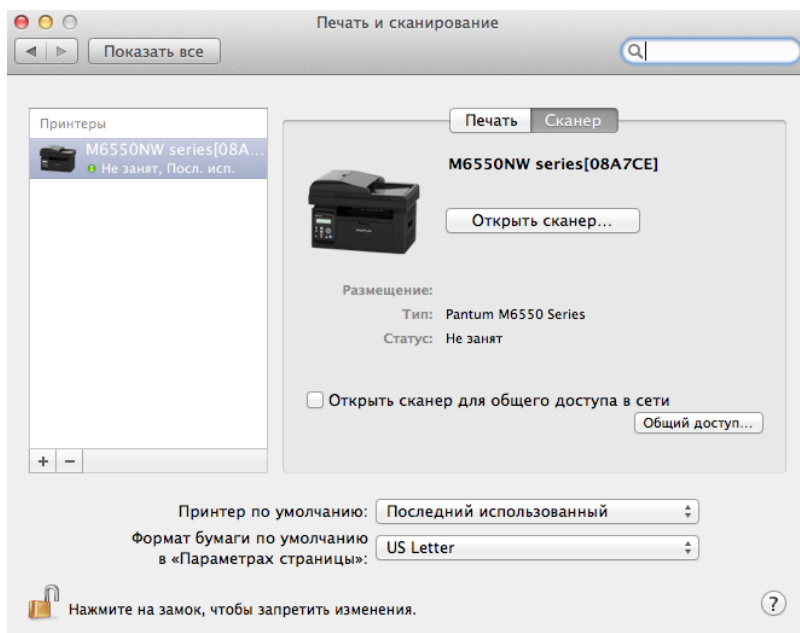 Печать и сканирование
Показать все
Принтеры
M6550NW series[08A...
Не занят, Посл. исп.
Печать
Сканер
M6550NW series[08A7CE]
Открыть сканер...
Размещение:
Тип: Pantum M6550 Series
Статус: Не занят
Открыть сканер для общего доступа в сети
Общий доступ...
+ −
Принтер по умолчанию: Последний использованный
Формат бумаги по умолчанию
в «Параметрах страницы»: US Letter
Нажмите на замок, чтобы запретить изменения.
?